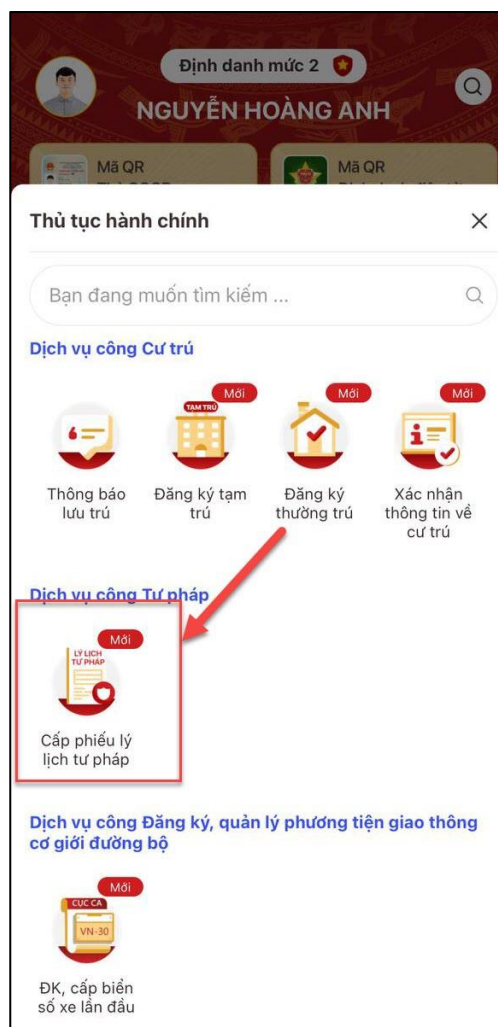 Định danh mức 2
NGUYỄN HOÀNG ANH
Mã QR
Mã QR
Thủ tục hành chính
Bạn đang muốn tìm kiếm ...
Dịch vụ công Cư trú
Mới
Mới
Mới
TẠM TRÚ
Thông báo
lưu trú
Đăng ký tạm
trú
Đăng ký
thường trú
Xác nhận
thông tin về
cư trú
Dịch vụ công Tư pháp
Mới
LÝ LỊCH
TƯ PHÁP
Cấp phiếu lý
lịch tư pháp
Dịch vụ công Đăng ký, quản lý phương tiện giao thông
cơ giới đường bộ
Mới
CỤC CA
VN-30
ĐK, cấp biển
số xe lần đầu